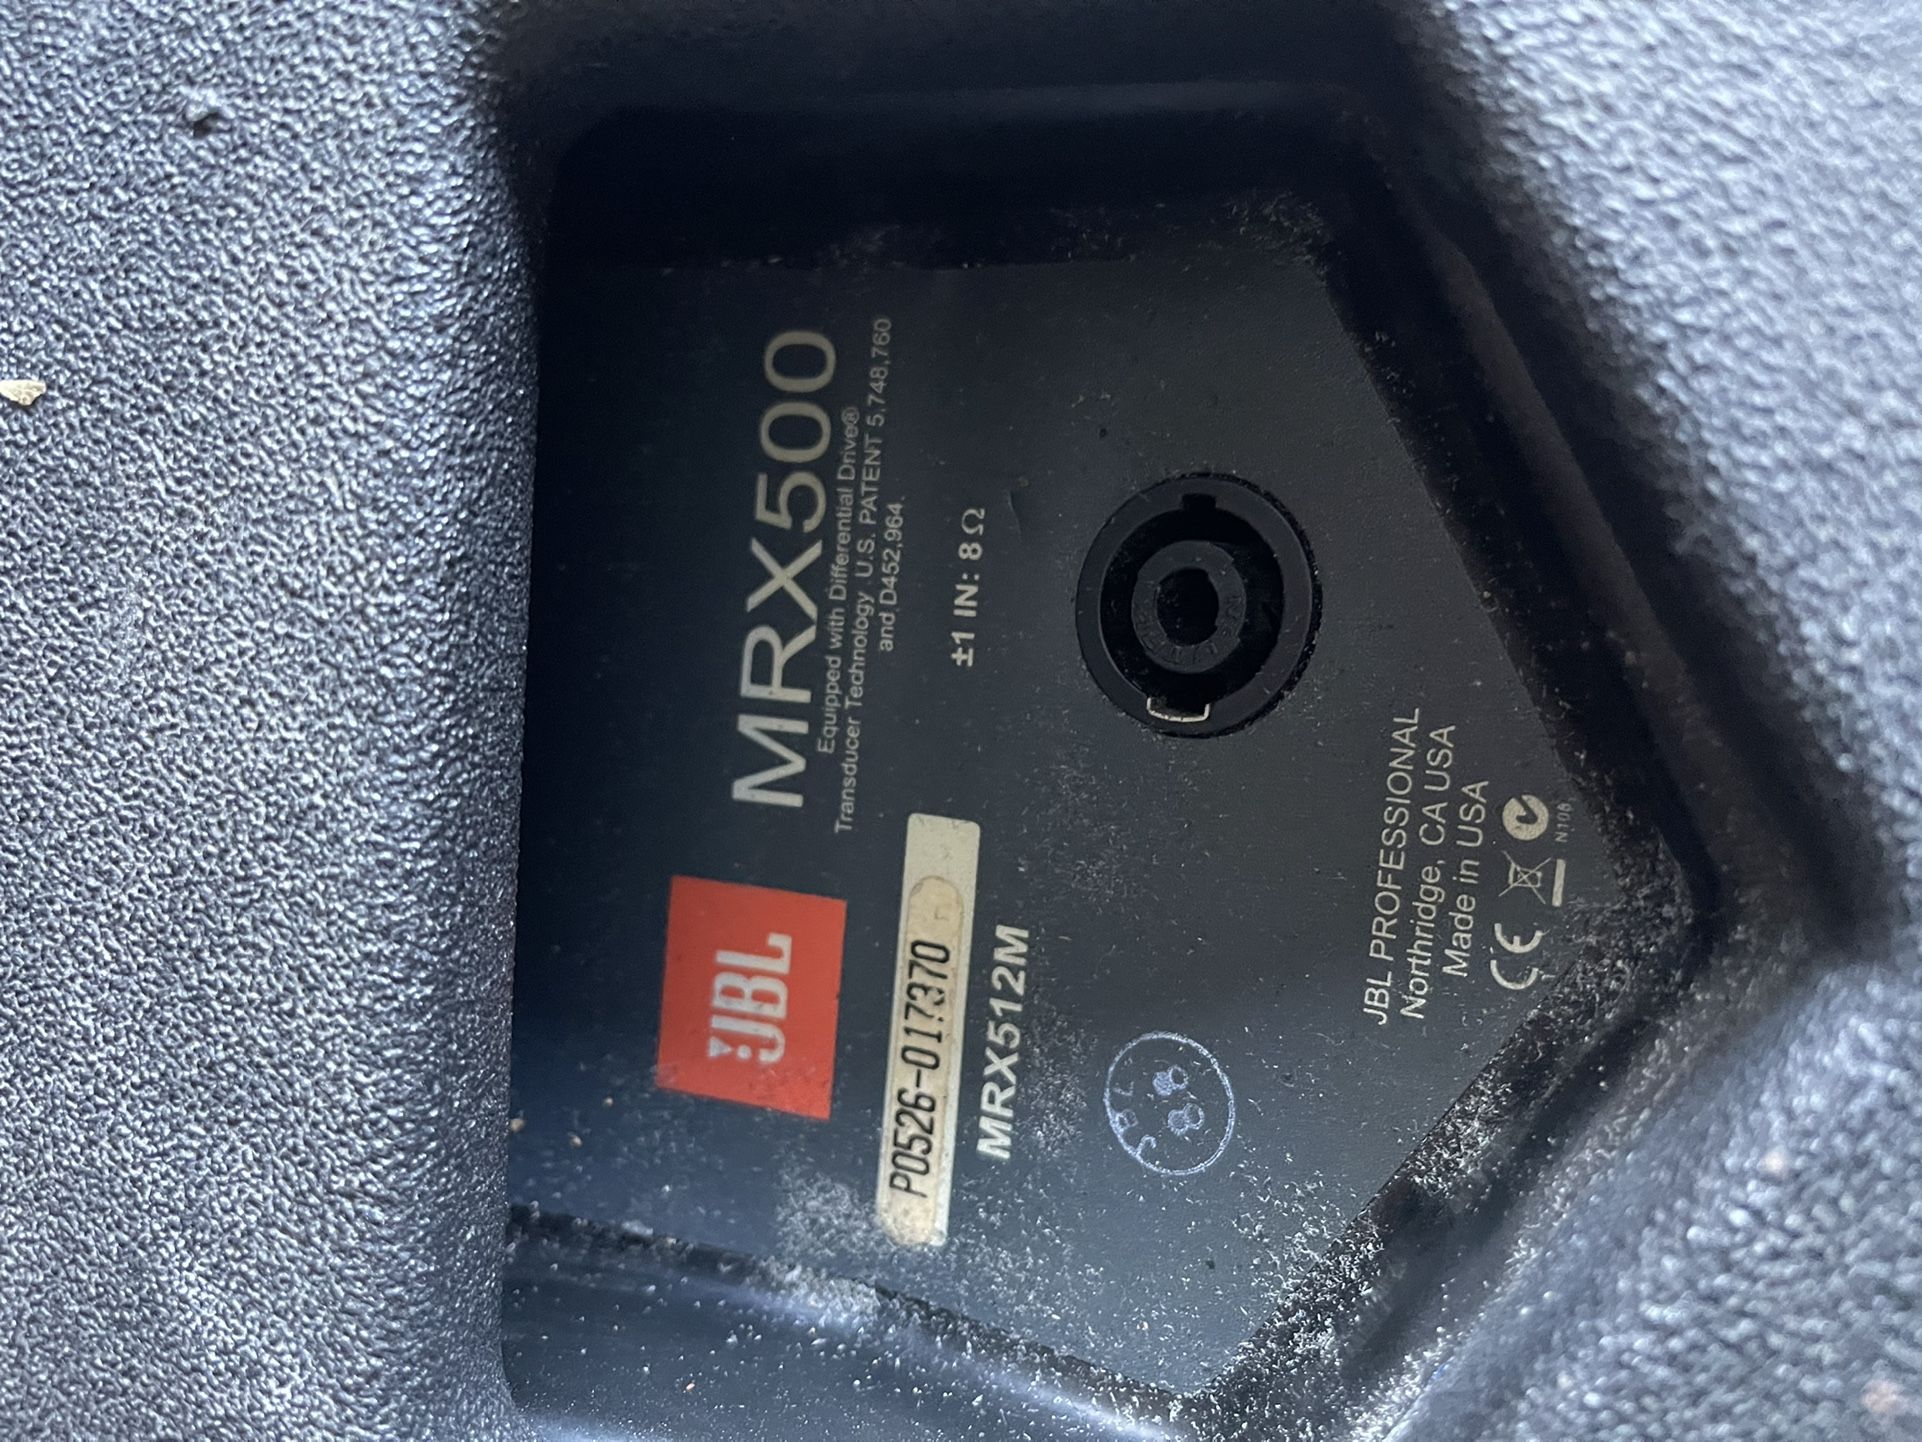 JBL
MRX500
Equipped with Differential Drive®
Transducer Technology U.S. PATENT 5,748,760
and D452,964.
P0526-017370
MRX512M
±1 IN: 8 Ω
JBL PROFESSIONAL
Northridge, CA USA
Made in USA
CE
N108